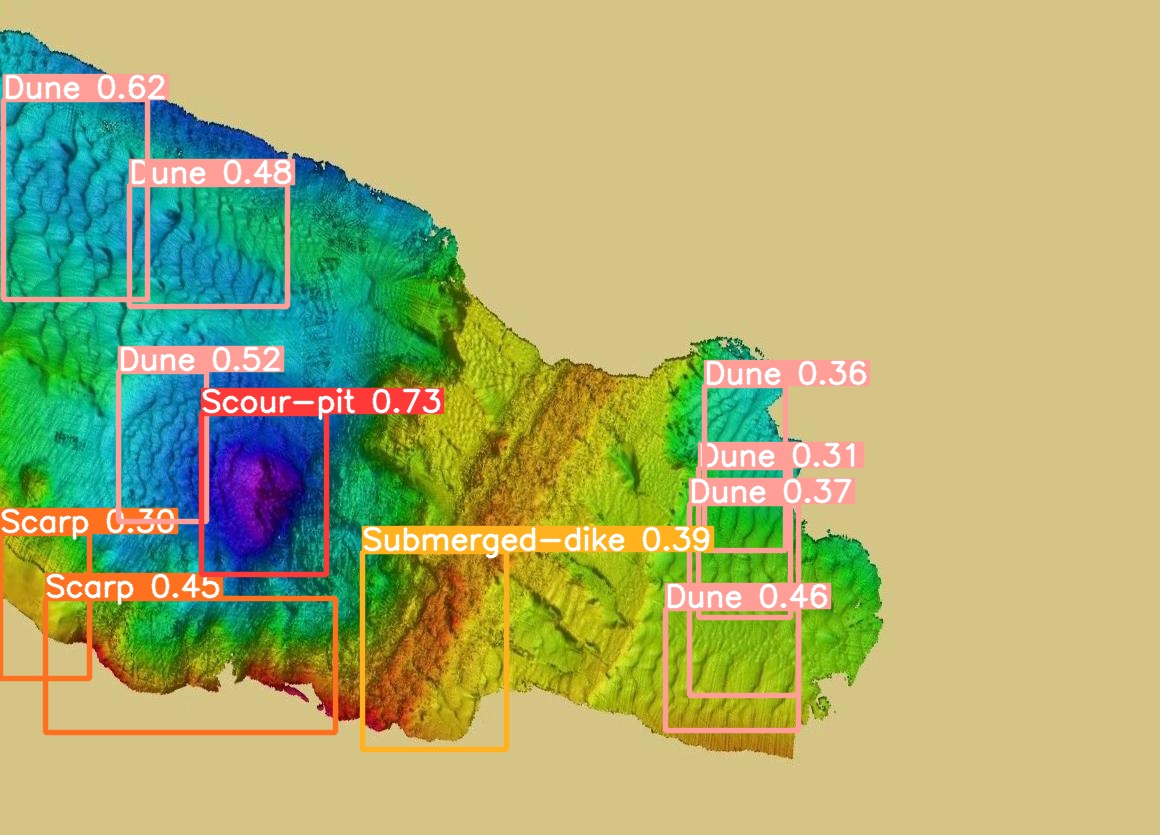 Dune 0.62
Dune 0.48
Dune 0.52
Dune 0.36
Scour-pit 0.73
Dune 0.31
Dune 0.37
Scarp 0.30
Submerged-dike 0.39
Scarp 0.45
Dune 0.46